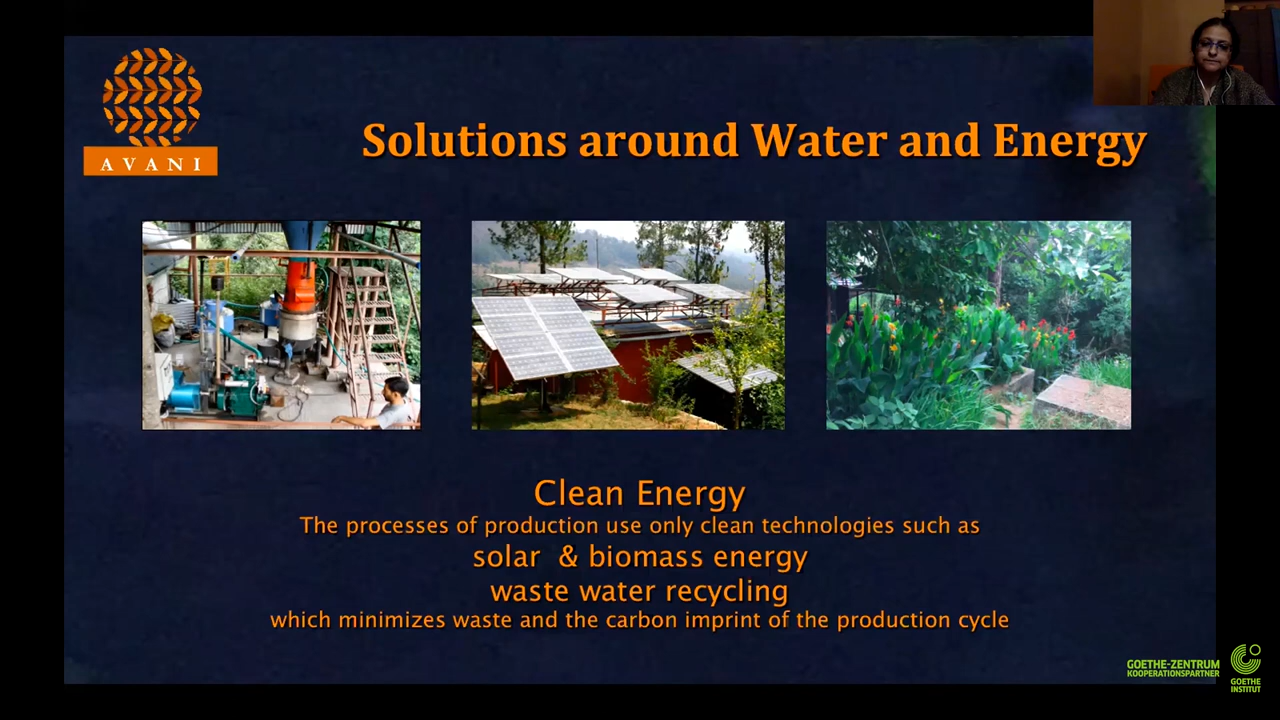 AVANI
Solutions around Water and Energy
Clean Energy
The processes of production use only clean technologies such as
solar & biomass energy
waste water recycling
which minimizes waste and the carbon imprint of the production cycle
GOETHE-ZENTRUM
KOOPERATIONSPARTNER
GOETHE
INSTITUT